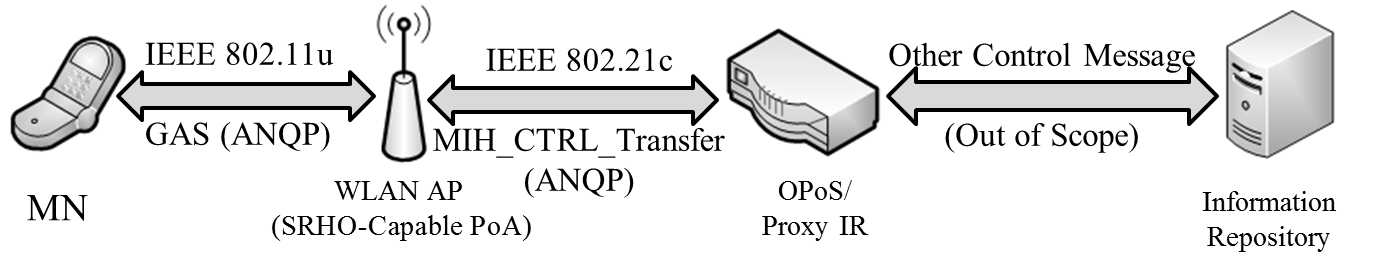 IEEE 802.11u
GAS (ANQP)
IEEE 802.21c
MIH_CTRL_Transfer
(ANQP)
Other Control Message
(Out of Scope)
MN
WLAN AP
(SRHO-Capable PoA)
OPoS/
Proxy IR
Information
Repository